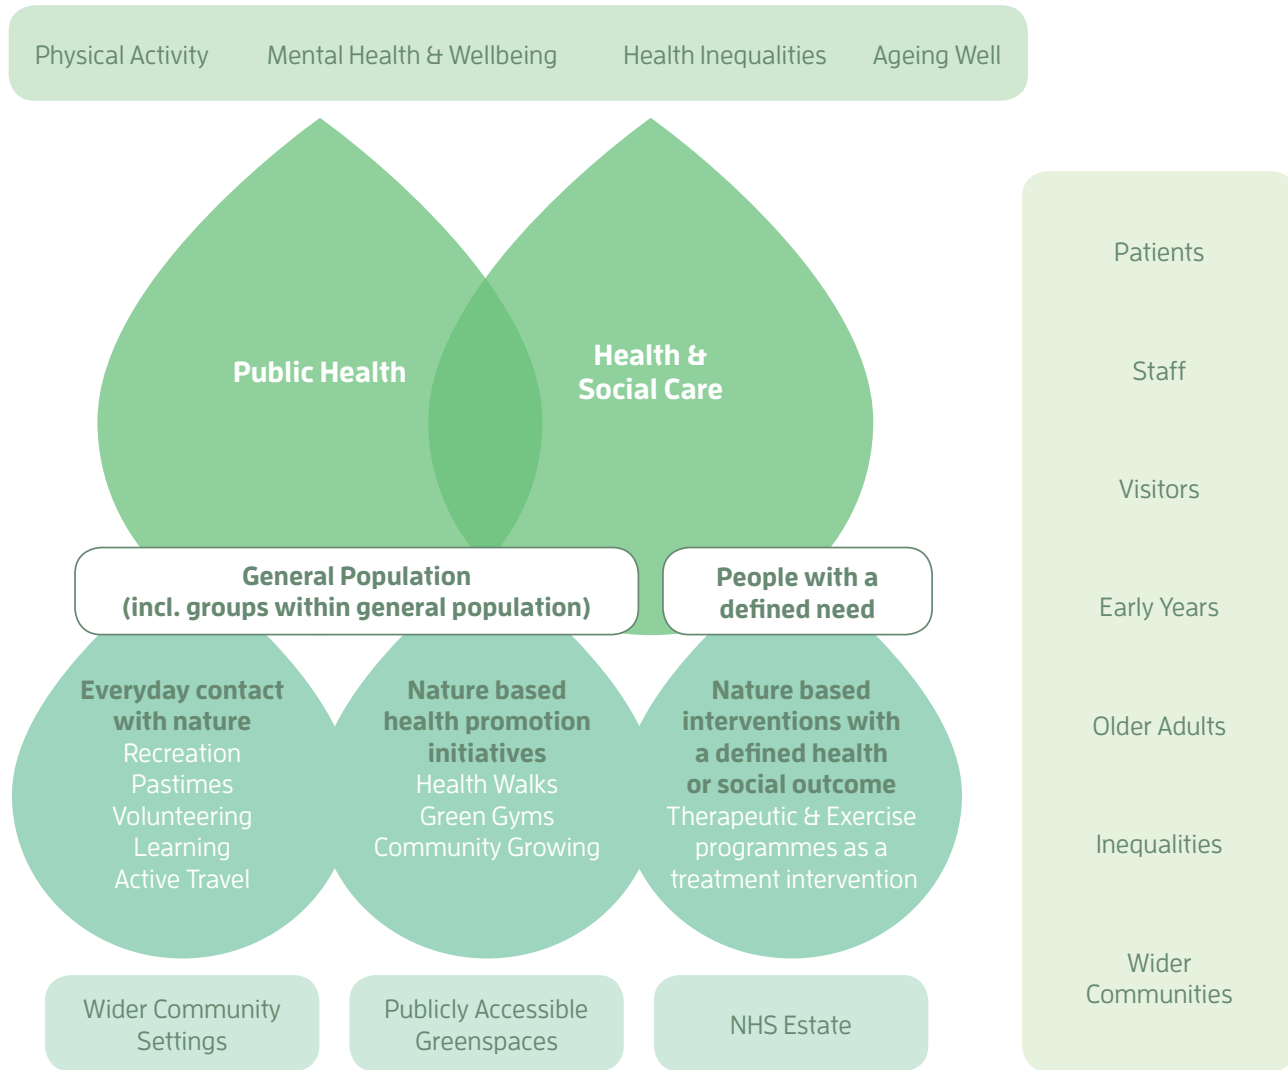 Physical Activity
Mental Health & Wellbeing
Health Inequalities
Ageing Well
Public Health
Health &
Social Care
General Population
(incl. groups within general population)
People with a
defined need
Everyday contact
with nature
Recreation
Pastimes
Volunteering
Learning
Active Travel
Nature based
health promotion
initiatives
Health Walks
Green Gyms
Community Growing
Nature based
interventions with
a defined health
or social outcome
Therapeutic & Exercise
programmes as a
treatment intervention
Wider Community
Settings
Publicly Accessible
Greenspaces
NHS Estate
Patients
Staff
Visitors
Early Years
Older Adults
Inequalities
Wider
Communities